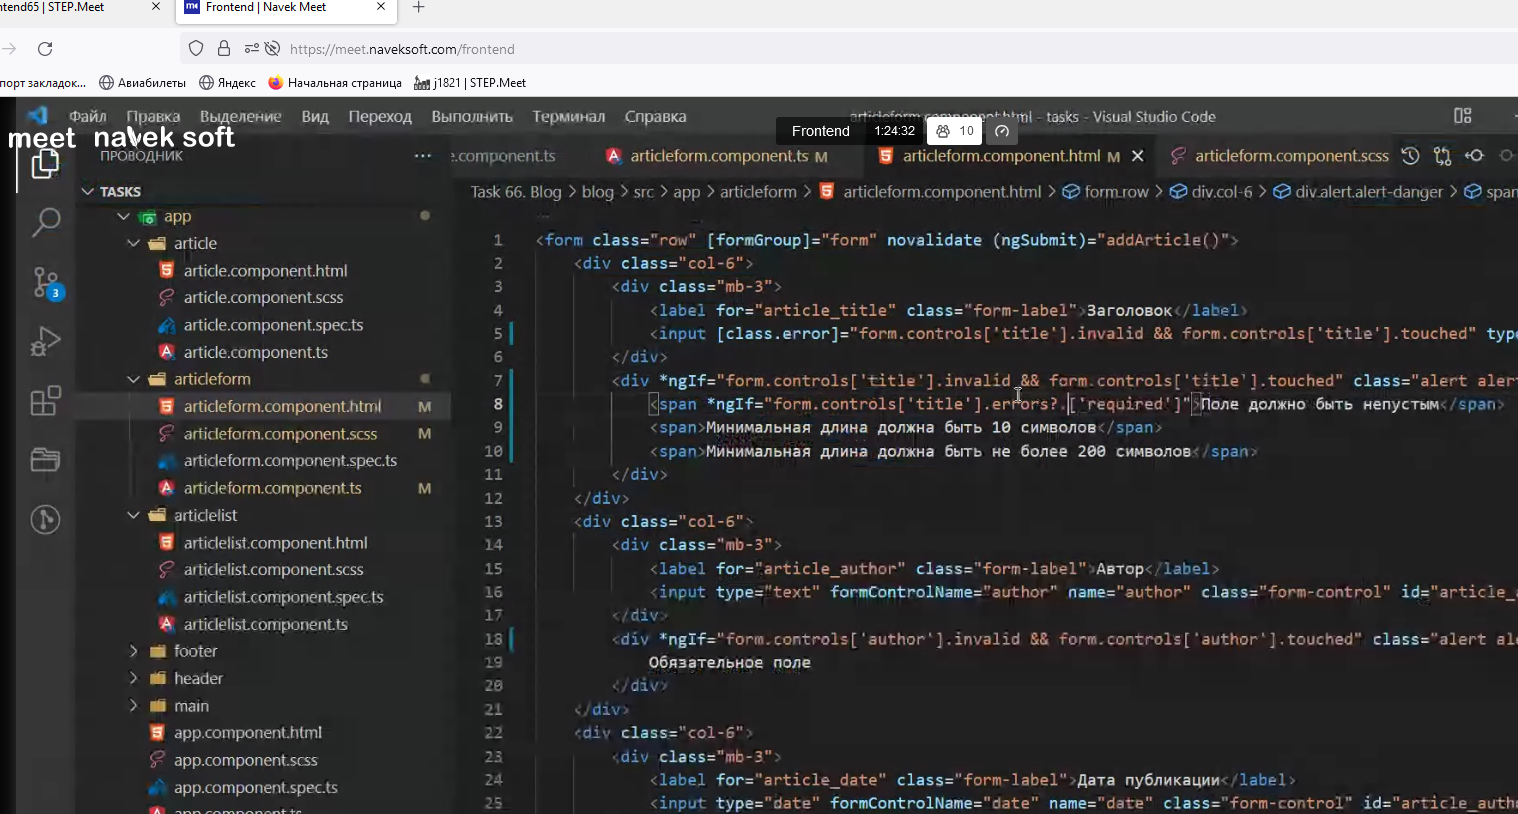 ntend65 | STEP.Meet
Frontend | Navek Meet
https://meet.naveksoft.com/frontend
порт закладок...
Авиабилеты
Яндекс
Начальная страница
j1821 | STEP.Meet
Файл Правка Выделение Вид Переход Выполнить Терминал Справка
articleform.component.html - tasks - Visual Studio Code
meet navek soft
Frontend 1:24:32 10
ПРОВОДНИК
e.component.ts
articleform.component.ts M
articleform.component.html M
articleform.component.scss
TASKS
Task 66. Blog > blog > src > app > articleform > articleform.component.html > form.row > div.col-6 > div.alert.alert-danger > span
app
article
article.component.html
article.component.scss
article.component.spec.ts
article.component.ts
articleform
articleform.component.html M
articleform.component.scss M
articleform.component.spec.ts
articleform.component.ts M
articlelist
articlelist.component.html
articlelist.component.scss
articlelist.component.spec.ts
articlelist.component.ts
footer
header
main
app.component.html
app.component.scss
app.component.spec.ts
app.component.ts
3
1 <form class="row" [formGroup]="form" novalidate (ngSubmit)="addArticle()">
2 <div class="col-6">
3 <div class="mb-3">
4 <label for="article_title" class="form-label">Заголовок</label>
5 <input [class.error]="form.controls['title'].invalid && form.controls['title'].touched" type
6 </div>
7 <div *ngIf="form.controls['title'].invalid && form.controls['title'].touched" class="alert aler
8 <span *ngIf="form.controls['title'].errors?.['required']">Поле должно быть непустым</span>
9 <span>Минимальная длина должна быть 10 символов</span>
10 <span>Минимальная длина должна быть не более 200 символов</span>
11 </div>
12 </div>
13 <div class="col-6">
14 <div class="mb-3">
15 <label for="article_author" class="form-label">Автор</label>
16 <input type="text" formControlName="author" name="author" class="form-control" id="article_a
17 </div>
18 <div *ngIf="form.controls['author'].invalid && form.controls['author'].touched" class="alert ale
19 Обязательное поле
20 </div>
21 </div>
22 <div class="col-6">
23 <div class="mb-3">
24 <label for="article_date" class="form-label">Дата публикации</label>
25 <input type="date" formControlName="date" name="date" class="form-control" id="article_auth